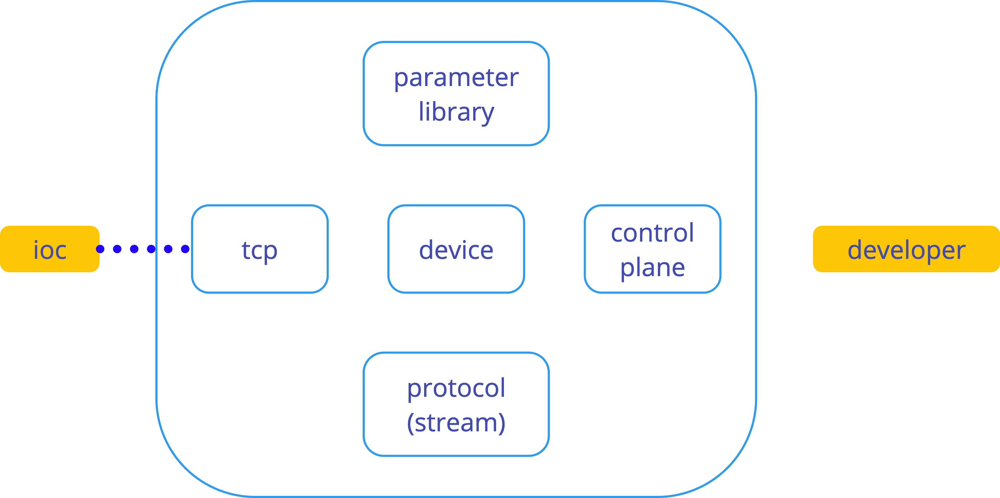 parameter
library
ioc
tcp
device
control
plane
developer
protocol
(stream)